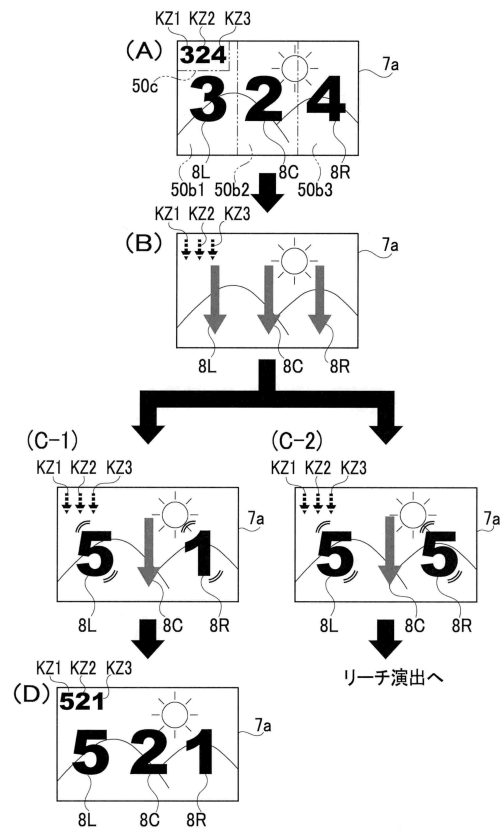 KZ1 KZ2 KZ3
(A)
324
7a
50c
3 2 4
50b1 8L 50b2 8C 50b3 8R
KZ1 KZ2 KZ3
(B)
7a
8L 8C 8R
(C-1) (C-2)
KZ1 KZ2 KZ3 KZ1 KZ2 KZ3
7a 7a
5 1 5 5
8L 8C 8R 8L 8C 8R
リーチ演出へ
KZ1 KZ2 KZ3
(D)
521
7a
5 2 1
8L 8C 8R